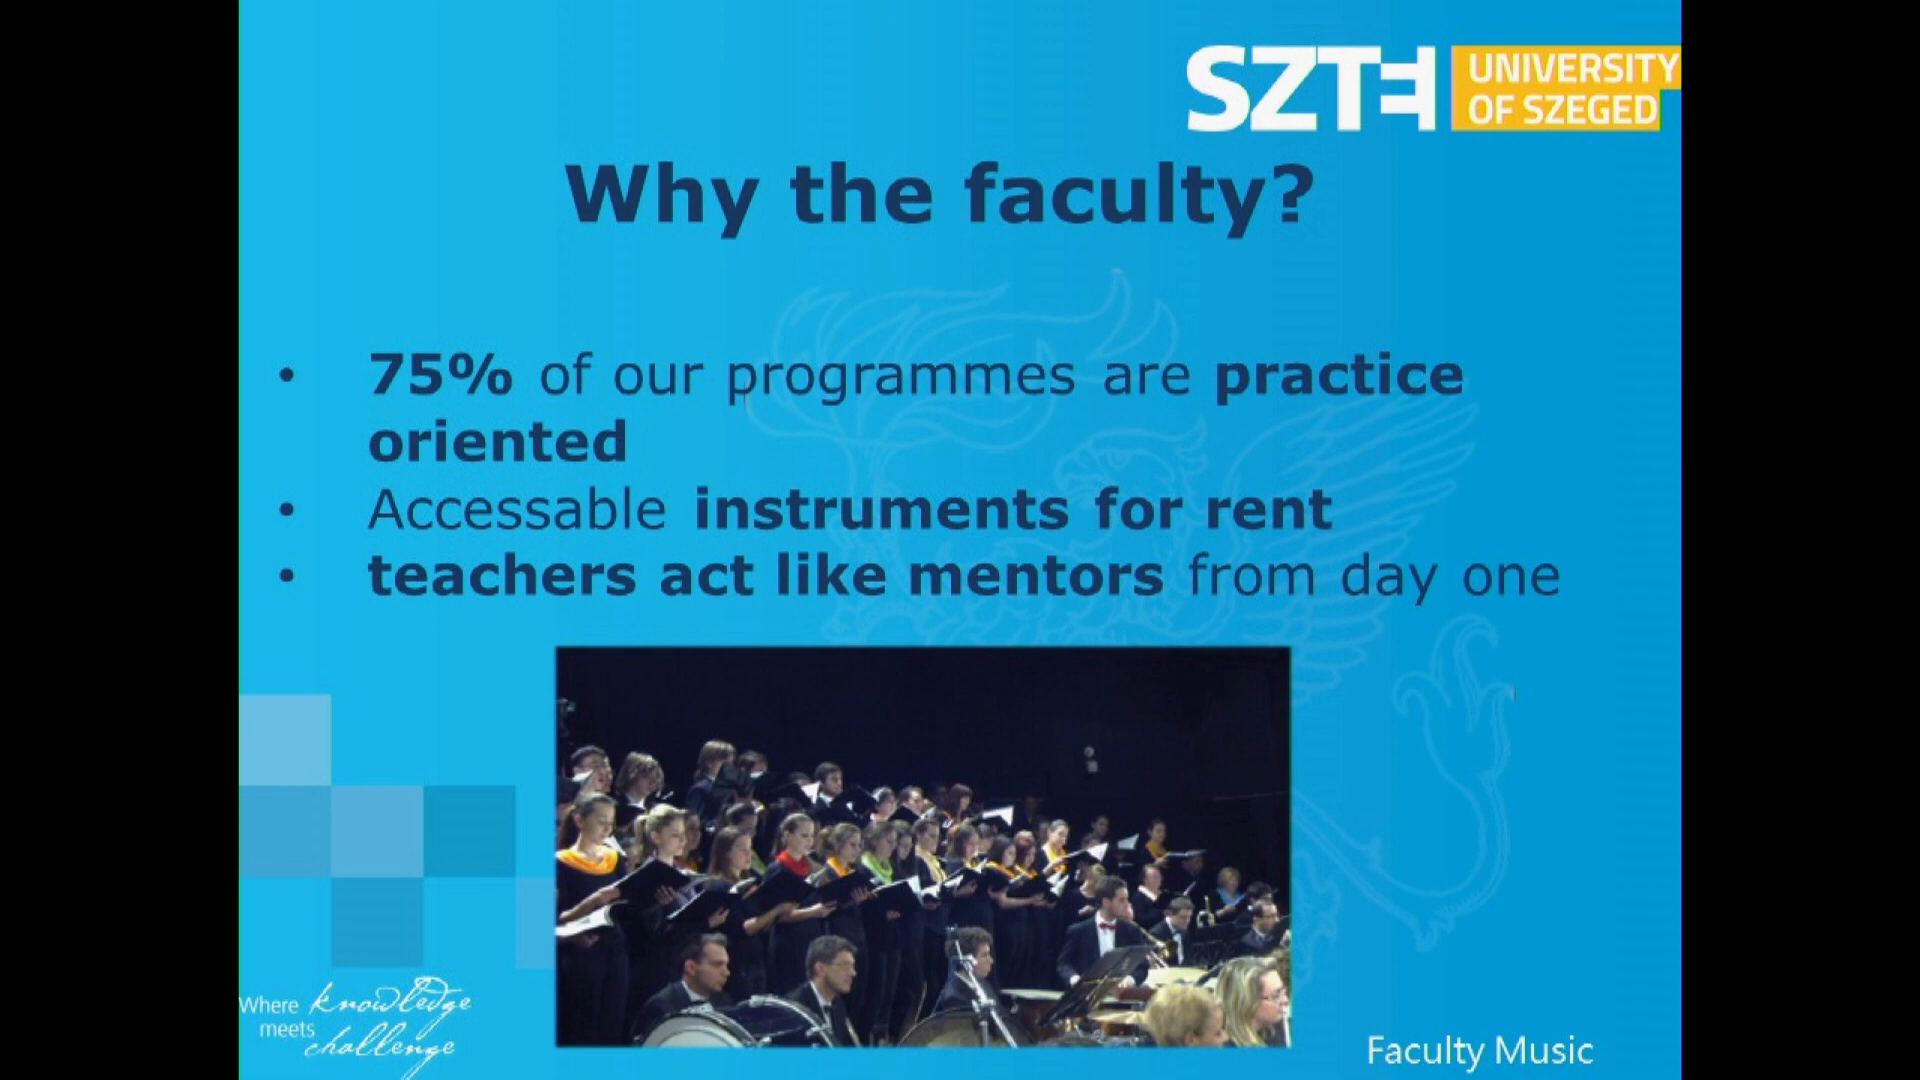 SZTE UNIVERSITY
OF SZEGED
Why the faculty?
• 75% of our programmes are practice
oriented
• Accessable instruments for rent
• teachers act like mentors from day one
Where knowledge
meets challenge
Faculty Music